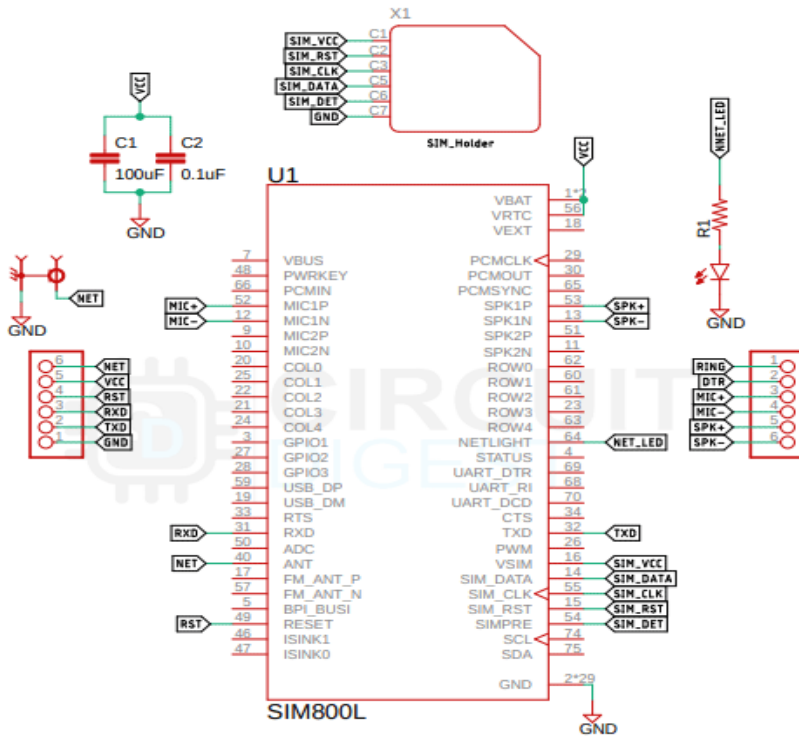 X1
SIM_VCC C1
SIM_RST C2
SIM_CLK C3
SIM_DATA C5
SIM_DET C6
GND C7
SIM_Holder
VCC
C1
100uF
C2
0.1uF
GND
NET
GND
6 NET
5 VCC
4 RST
3 RXD
2 TXD
1 GND
U1
VCC
VBAT 1*2
VRTC 56
VEXT 18
7 VBUS PCMCLK 29
48 PWRKEY PCMOUT 30
66 PCMIN PCMSYNC 65
MIC+ 52 MIC1P SPK1P 53 SPK+
MIC- 12 MIC1N SPK1N 13 SPK-
9 MIC2P SPK2P 51
10 MIC2N SPK2N 11
20 COL0 ROW0 62
25 COL1 ROW1 60
22 COL2 ROW2 61
21 COL3 ROW3 23
24 COL4 ROW4 63
3 GPIO1 NETLIGHT 64 NET_LED
27 GPIO2 STATUS 4
28 GPIO3 UART_DTR 69
59 USB_DP UART_RI 68
19 USB_DM UART_DCD 70
33 RTS CTS 34
RXD 31 RXD TXD 32 TXD
50 ADC PWM 26
NET 40 ANT VSIM 16 SIM_VCC
17 FM_ANT_P SIM_DATA 14 SIM_DATA
57 FM_ANT_N SIM_CLK 55 SIM_CLK
5 BPI_BUSI SIM_RST 15 SIM_RST
RST 49 RESET SIMPRE 54 SIM_DET
46 ISINK1 SCL 74
47 ISINK0 SDA 75
GND 2*29
SIM800L
GND
NNET_LED
R1
GND
RING 1
DTR 2
MIC+ 3
MIC- 4
SPK+ 5
SPK- 6
CIRCUIT
DIGEST